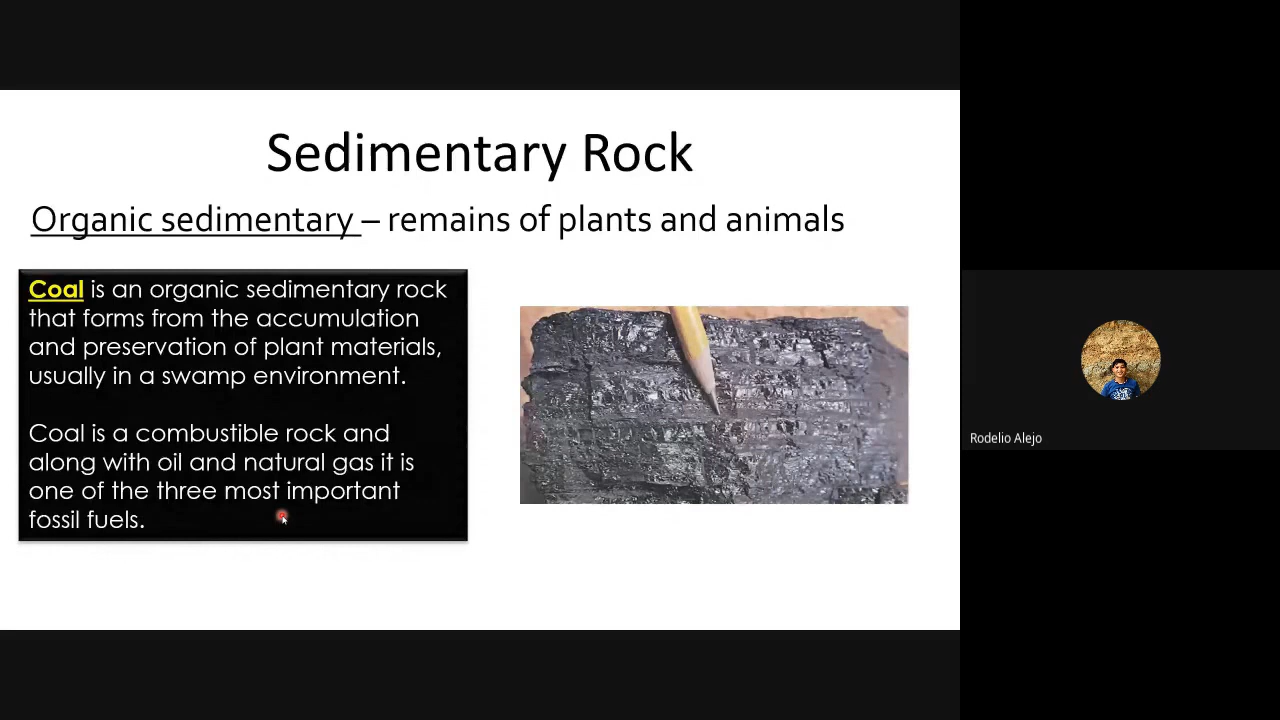 Sedimentary Rock
Organic sedimentary – remains of plants and animals
Coal is an organic sedimentary rock
that forms from the accumulation
and preservation of plant materials,
usually in a swamp environment.
Coal is a combustible rock and
along with oil and natural gas it is
one of the three most important
fossil fuels.
Rodelio Alejo